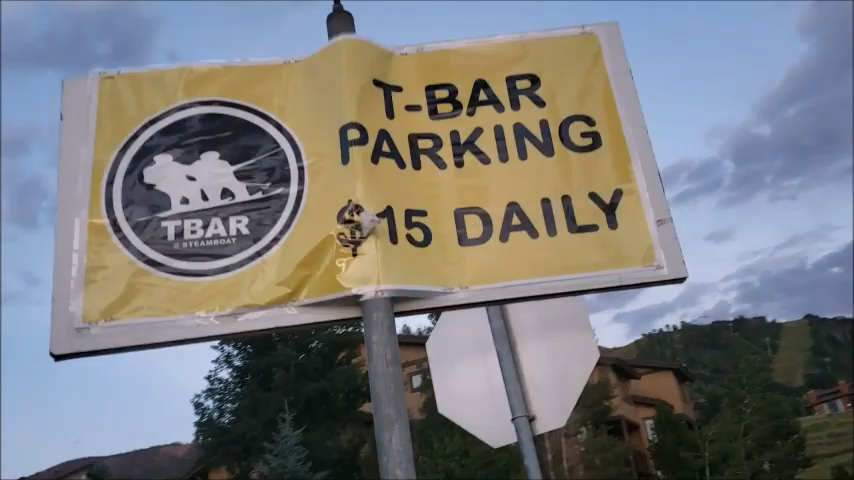 T-BAR
PARKING
$15 DAILY
TBAR
@ STEAMBOAT